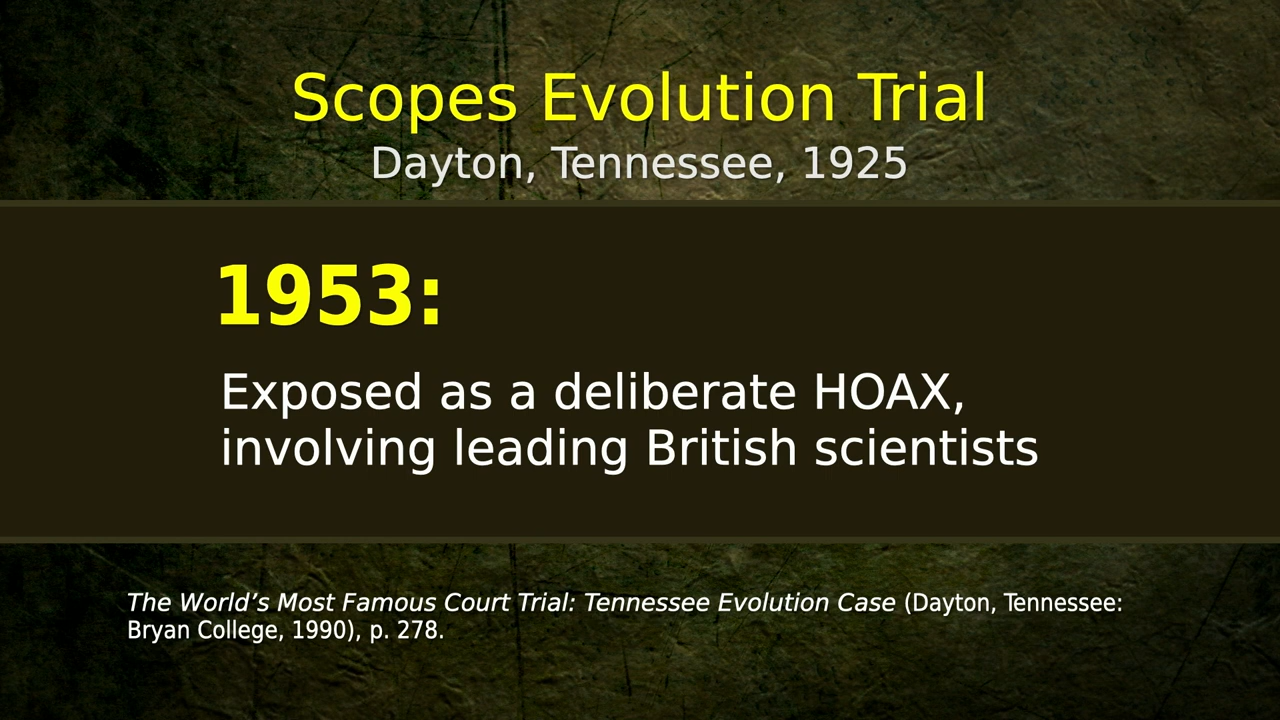 Scopes Evolution Trial
Dayton, Tennessee, 1925
1953:
Exposed as a deliberate HOAX,
involving leading British scientists
The World’s Most Famous Court Trial: Tennessee Evolution Case (Dayton, Tennessee:
Bryan College, 1990), p. 278.